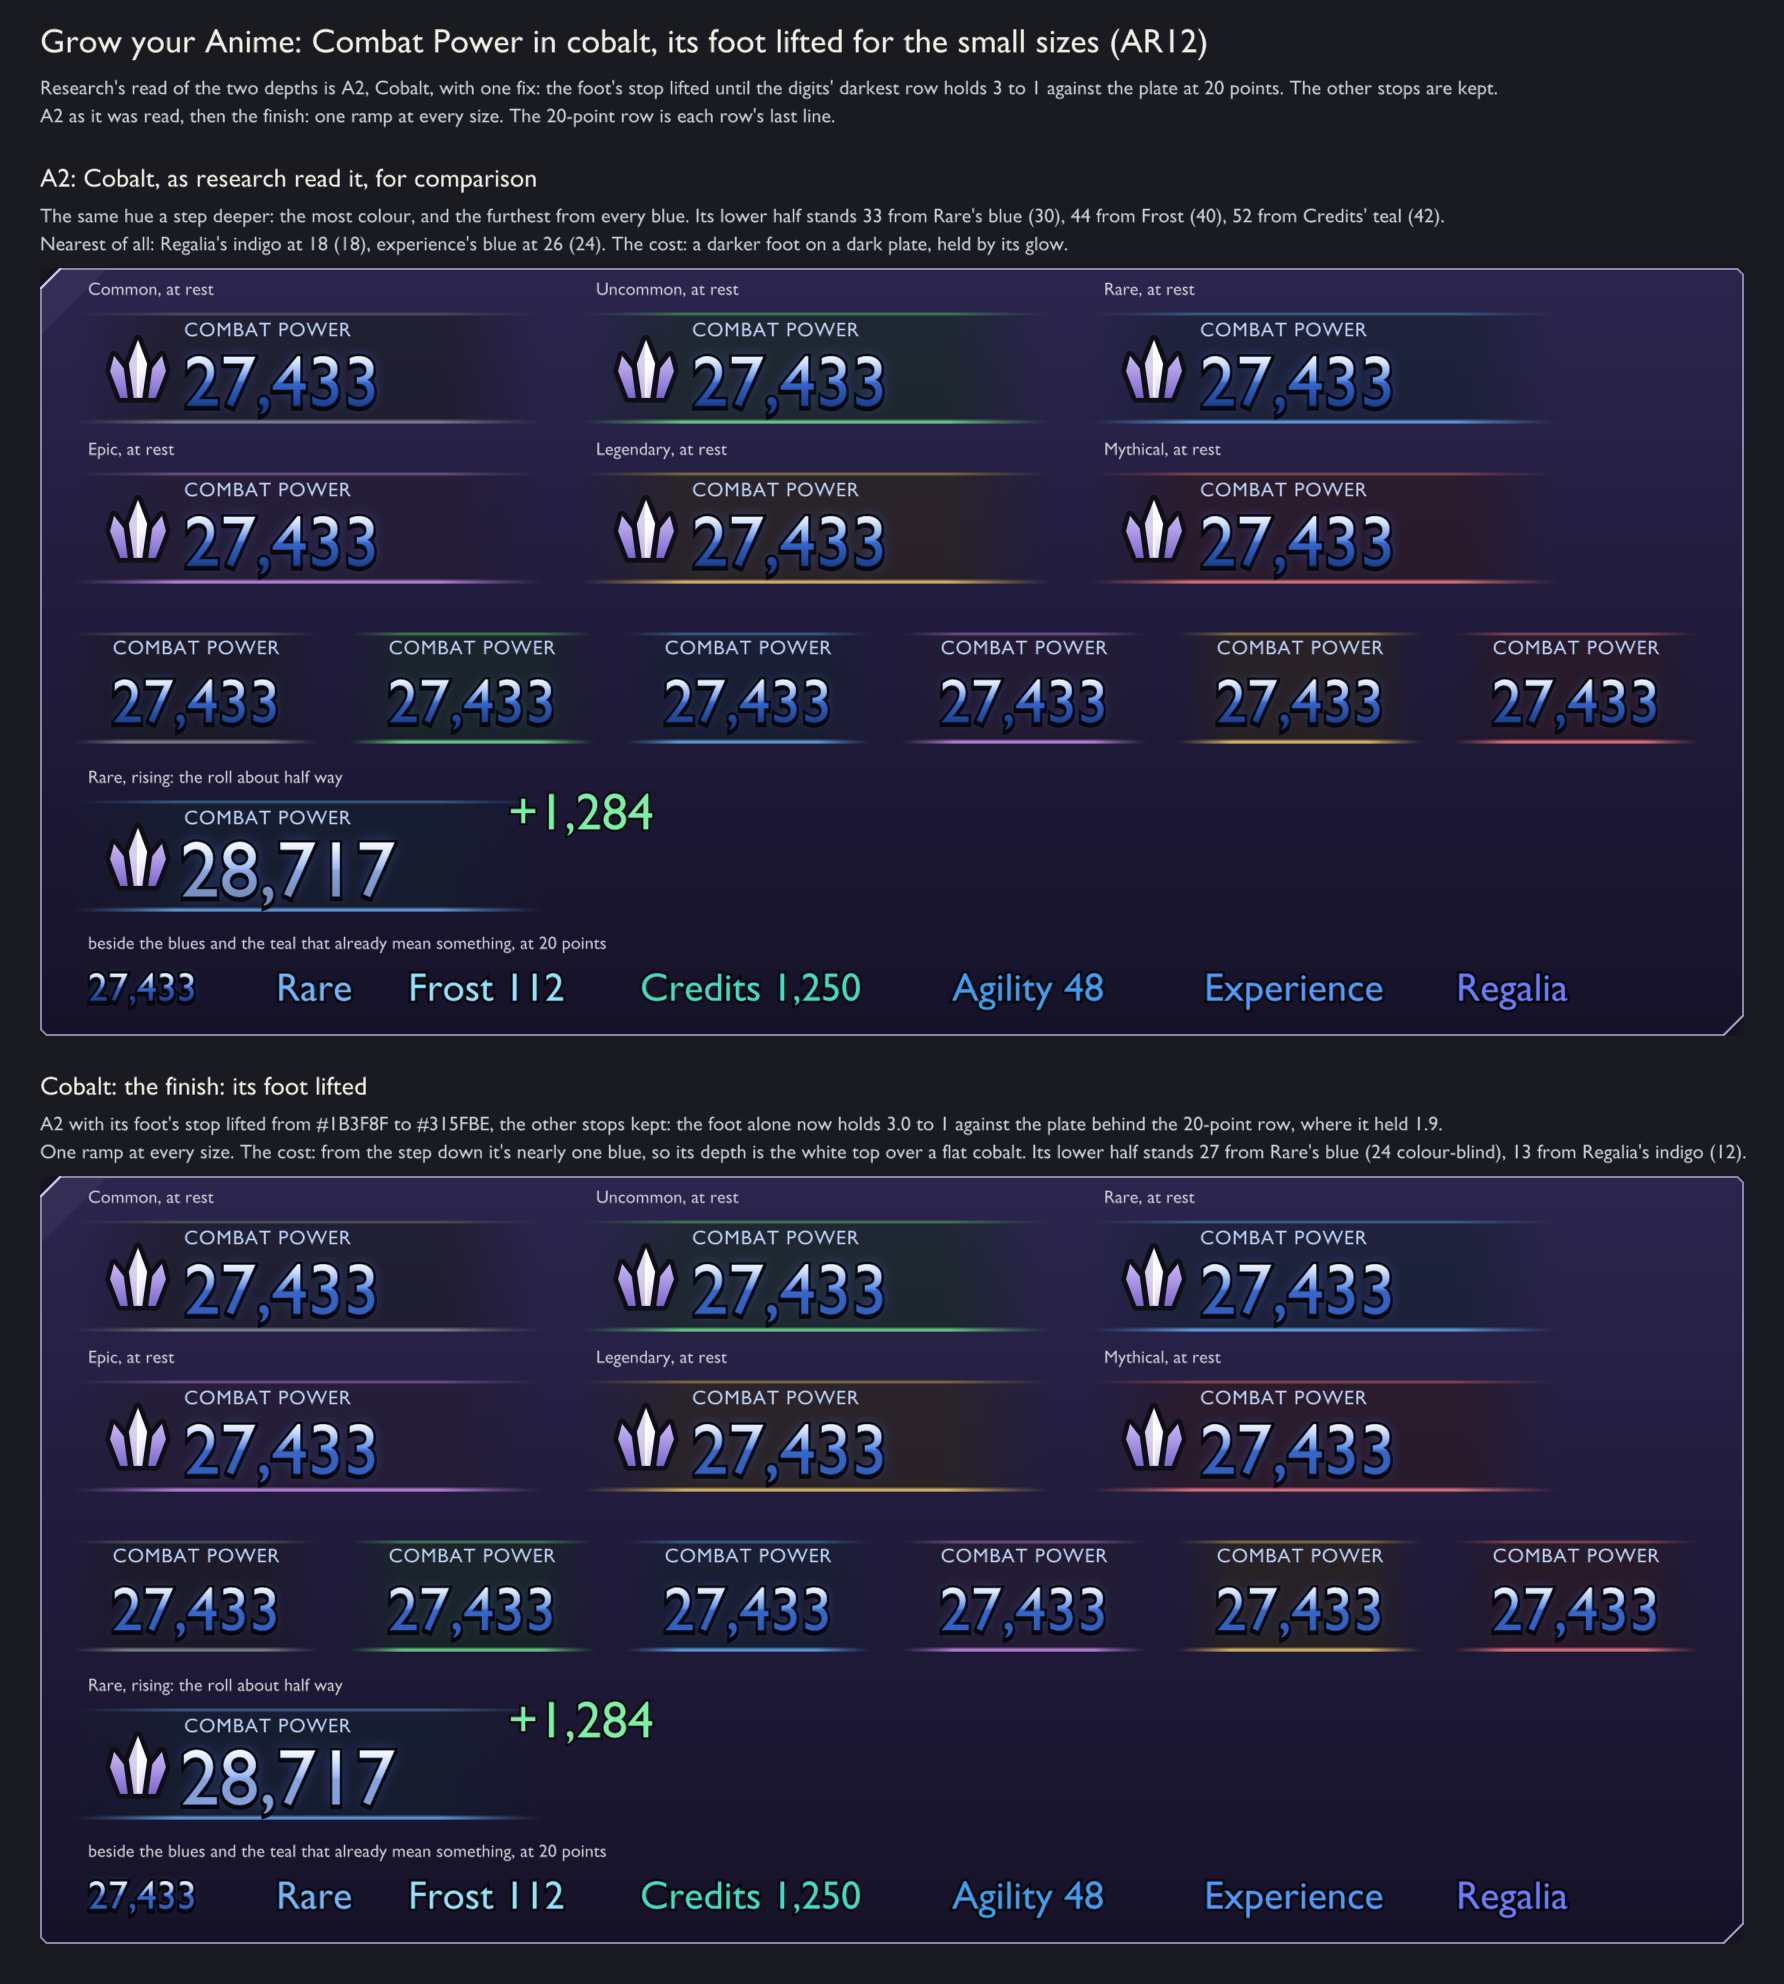 Grow your Anime: Combat Power in cobalt, its foot lifted for the small sizes (AR12)
Research's read of the two depths is A2, Cobalt, with one fix: the foot's stop lifted until the digits' darkest row holds 3 to 1 against the plate at 20 points. The other stops are kept.
A2 as it was read, then the finish: one ramp at every size. The 20-point row is each row's last line.
A2: Cobalt, as research read it, for comparison
The same hue a step deeper: the most colour, and the furthest from every blue. Its lower half stands 33 from Rare's blue (30), 44 from Frost (40), 52 from Credits' teal (42).
Nearest of all: Regalia's indigo at 18 (18), experience's blue at 26 (24). The cost: a darker foot on a dark plate, held by its glow.
Common, at rest Uncommon, at rest Rare, at rest
COMBAT POWER COMBAT POWER COMBAT POWER
27,433 27,433 27,433
Epic, at rest Legendary, at rest Mythical, at rest
COMBAT POWER COMBAT POWER COMBAT POWER
27,433 27,433 27,433
COMBAT POWER COMBAT POWER COMBAT POWER COMBAT POWER COMBAT POWER COMBAT POWER
27,433 27,433 27,433 27,433 27,433 27,433
Rare, rising: the roll about half way
COMBAT POWER +1,284
28,717
beside the blues and the teal that already mean something, at 20 points
27,433 Rare Frost 112 Credits 1,250 Agility 48 Experience Regalia
Cobalt: the finish: its foot lifted
A2 with its foot's stop lifted from #1B3F8F to #315FBE, the other stops kept: the foot alone now holds 3.0 to 1 against the plate behind the 20-point row, where it held 1.9.
One ramp at every size. The cost: from the step down it's nearly one blue, so its depth is the white top over a flat cobalt. Its lower half stands 27 from Rare's blue (24 colour-blind), 13 from Regalia's indigo (12).
Common, at rest Uncommon, at rest Rare, at rest
COMBAT POWER COMBAT POWER COMBAT POWER
27,433 27,433 27,433
Epic, at rest Legendary, at rest Mythical, at rest
COMBAT POWER COMBAT POWER COMBAT POWER
27,433 27,433 27,433
COMBAT POWER COMBAT POWER COMBAT POWER COMBAT POWER COMBAT POWER COMBAT POWER
27,433 27,433 27,433 27,433 27,433 27,433
Rare, rising: the roll about half way
COMBAT POWER +1,284
28,717
beside the blues and the teal that already mean something, at 20 points
27,433 Rare Frost 112 Credits 1,250 Agility 48 Experience Regalia